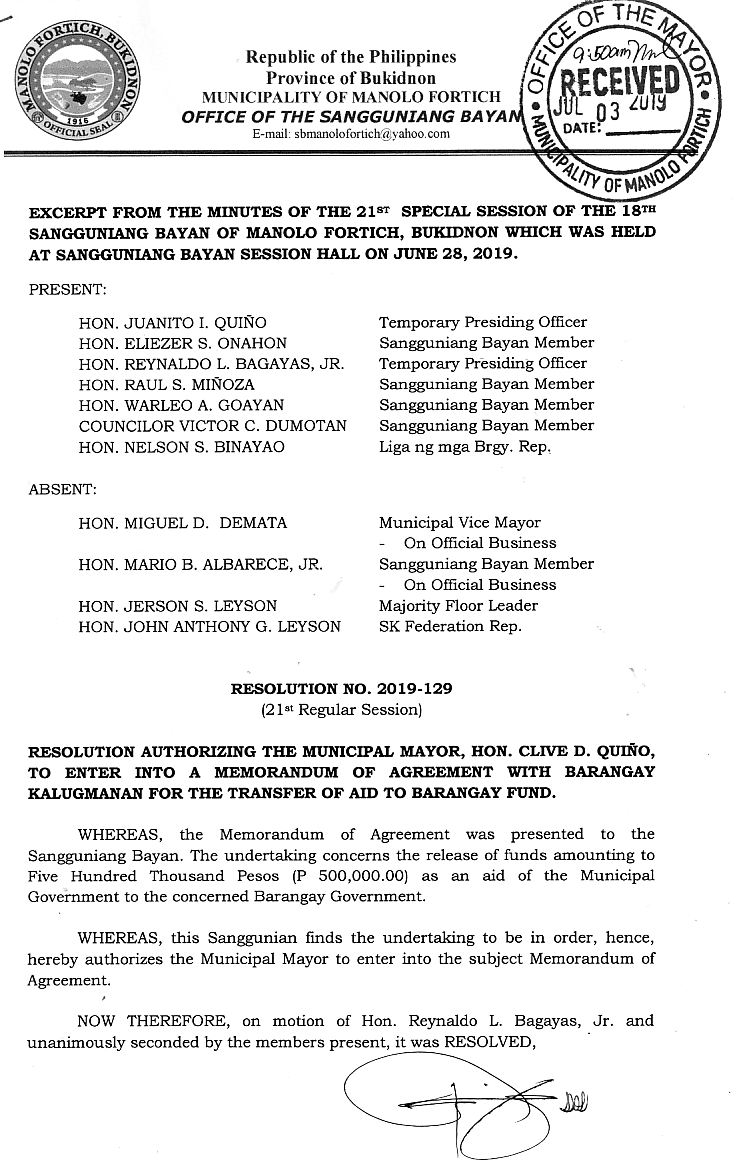 MANOLO FORTICH, BUKIDNON
1916
OFFICIAL SEAL
Republic of the Philippines
Province of Bukidnon
MUNICIPALITY OF MANOLO FORTICH
OFFICE OF THE SANGGUNIANG BAYAN
E-mail: sbmanolofortich@yahoo.com
OFFICE OF THE MAYOR
9:50am
RECEIVED
JUL 03 2019
DATE:
MUNICIPALITY OF MANOLO FORTICH
EXCERPT FROM THE MINUTES OF THE 21ST SPECIAL SESSION OF THE 18TH
SANGGUNIANG BAYAN OF MANOLO FORTICH, BUKIDNON WHICH WAS HELD
AT SANGGUNIANG BAYAN SESSION HALL ON JUNE 28, 2019.
PRESENT:
HON. JUANITO I. QUIÑO Temporary Presiding Officer
HON. ELIEZER S. ONAHON Sangguniang Bayan Member
HON. REYNALDO L. BAGAYAS, JR. Temporary Presiding Officer
HON. RAUL S. MIÑOZA Sangguniang Bayan Member
HON. WARLEO A. GOAYAN Sangguniang Bayan Member
COUNCILOR VICTOR C. DUMOTAN Sangguniang Bayan Member
HON. NELSON S. BINAYAO Liga ng mga Brgy. Rep.
ABSENT:
HON. MIGUEL D. DEMATA Municipal Vice Mayor
- On Official Business
HON. MARIO B. ALBARECE, JR. Sangguniang Bayan Member
- On Official Business
HON. JERSON S. LEYSON Majority Floor Leader
HON. JOHN ANTHONY G. LEYSON SK Federation Rep.
RESOLUTION NO. 2019-129
(21st Regular Session)
RESOLUTION AUTHORIZING THE MUNICIPAL MAYOR, HON. CLIVE D. QUIÑO,
TO ENTER INTO A MEMORANDUM OF AGREEMENT WITH BARANGAY
KALUGMANAN FOR THE TRANSFER OF AID TO BARANGAY FUND.
WHEREAS, the Memorandum of Agreement was presented to the
Sangguniang Bayan. The undertaking concerns the release of funds amounting to
Five Hundred Thousand Pesos (P 500,000.00) as an aid of the Municipal
Government to the concerned Barangay Government.
WHEREAS, this Sanggunian finds the undertaking to be in order, hence,
hereby authorizes the Municipal Mayor to enter into the subject Memorandum of
Agreement.
NOW THEREFORE, on motion of Hon. Reynaldo L. Bagayas, Jr. and
unanimously seconded by the members present, it was RESOLVED,